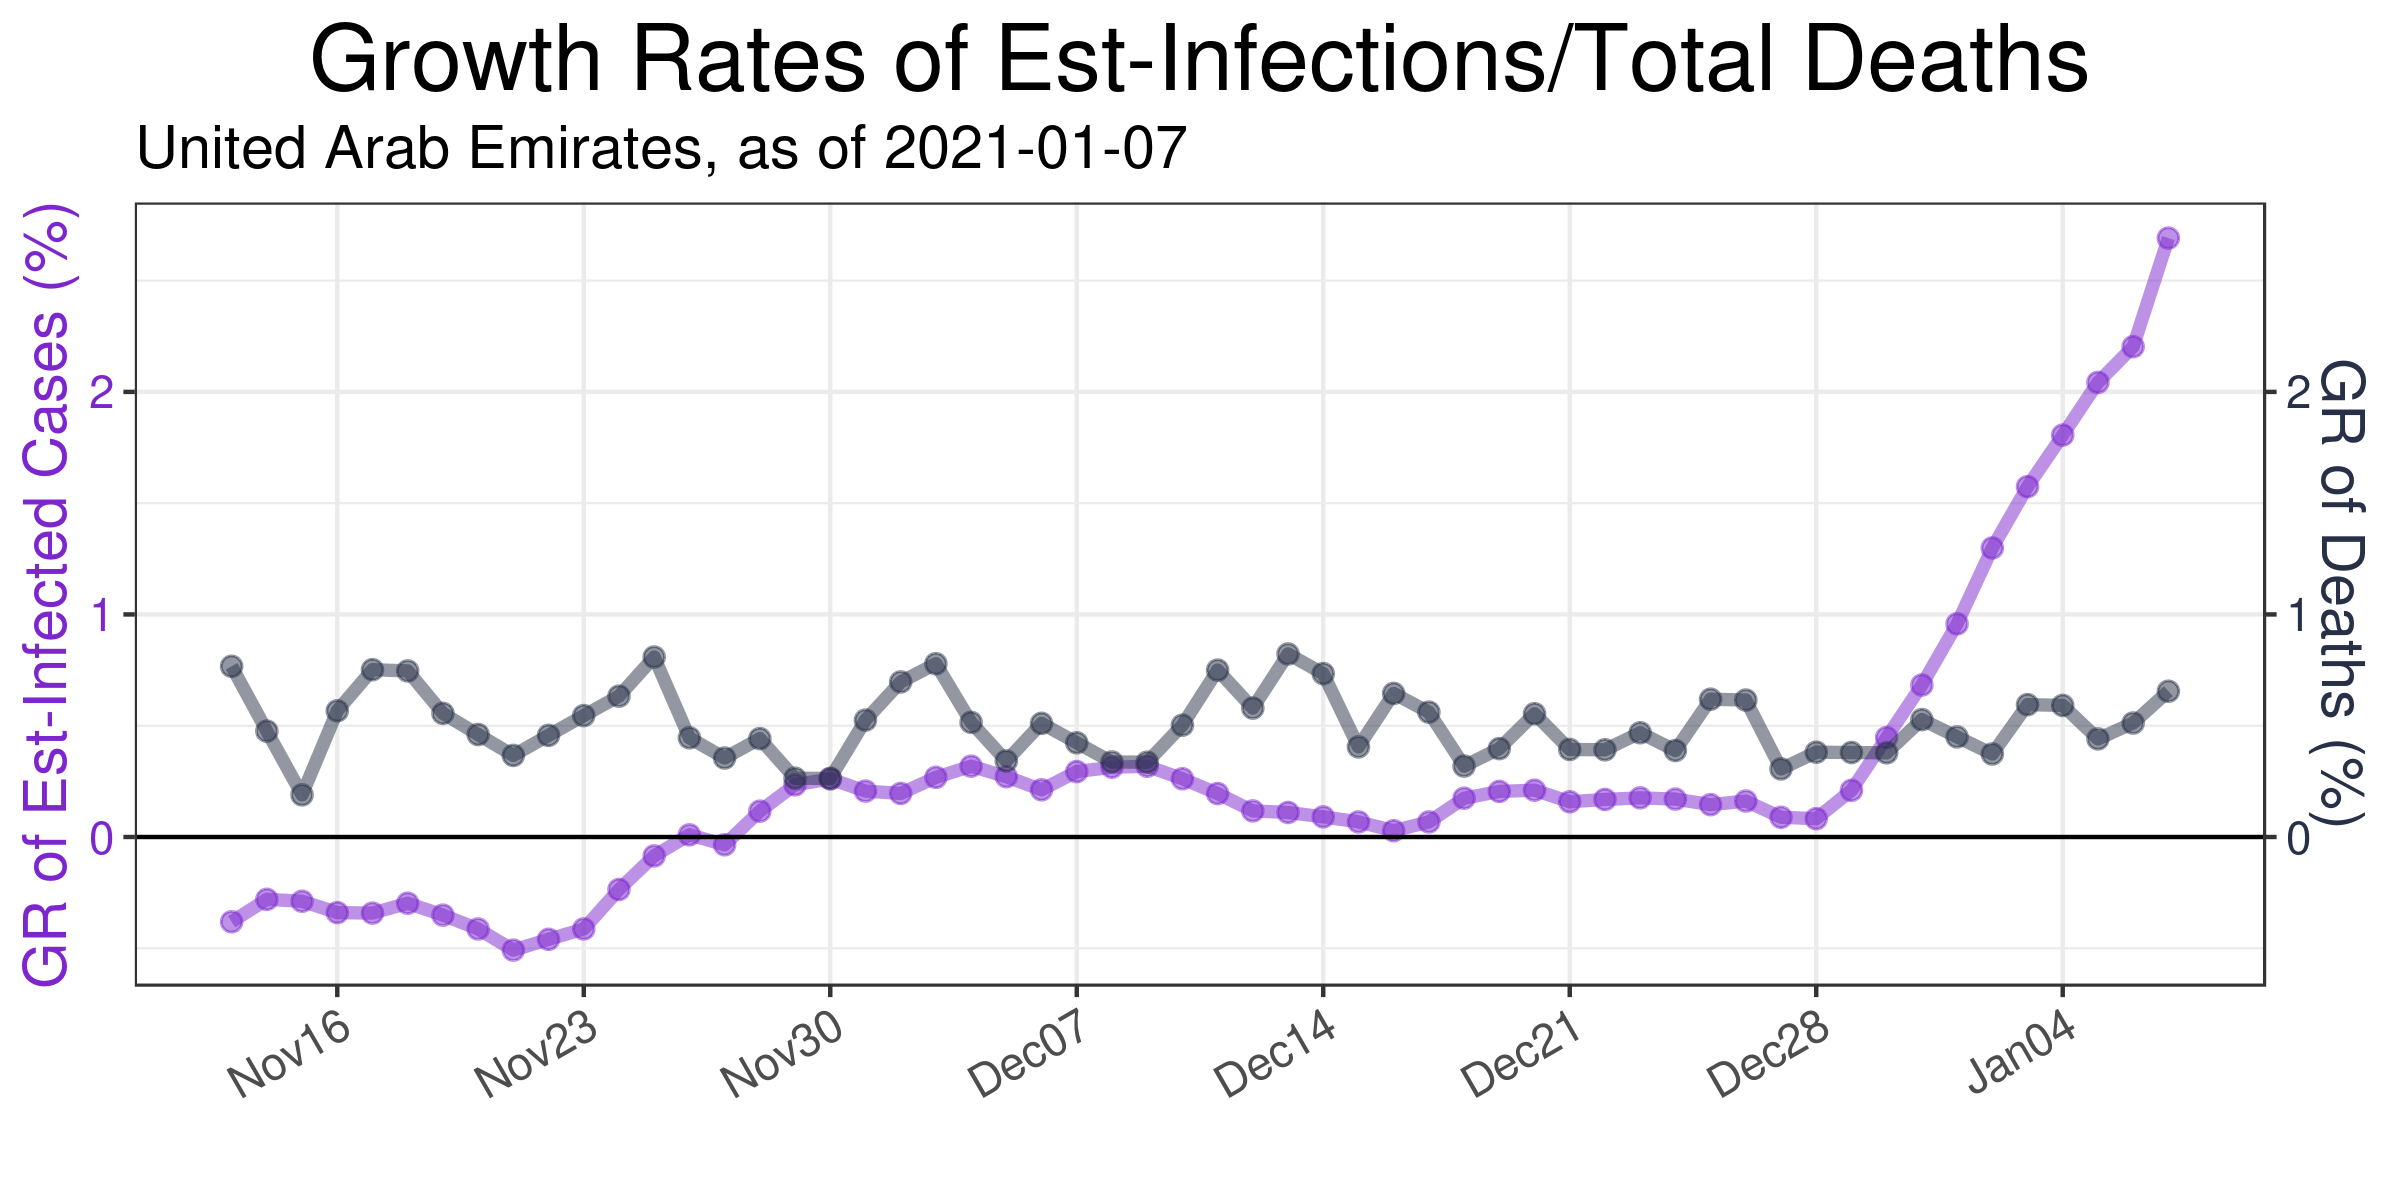 Growth Rates of Est-Infections/Total Deaths
United Arab Emirates, as of 2021-01-07
GR of Est-Infected Cases (%)
2
1
0
2
1
0
GR of Deaths (%)
Nov16
Nov23
Nov30
Dec07
Dec14
Dec21
Dec28
Jan04